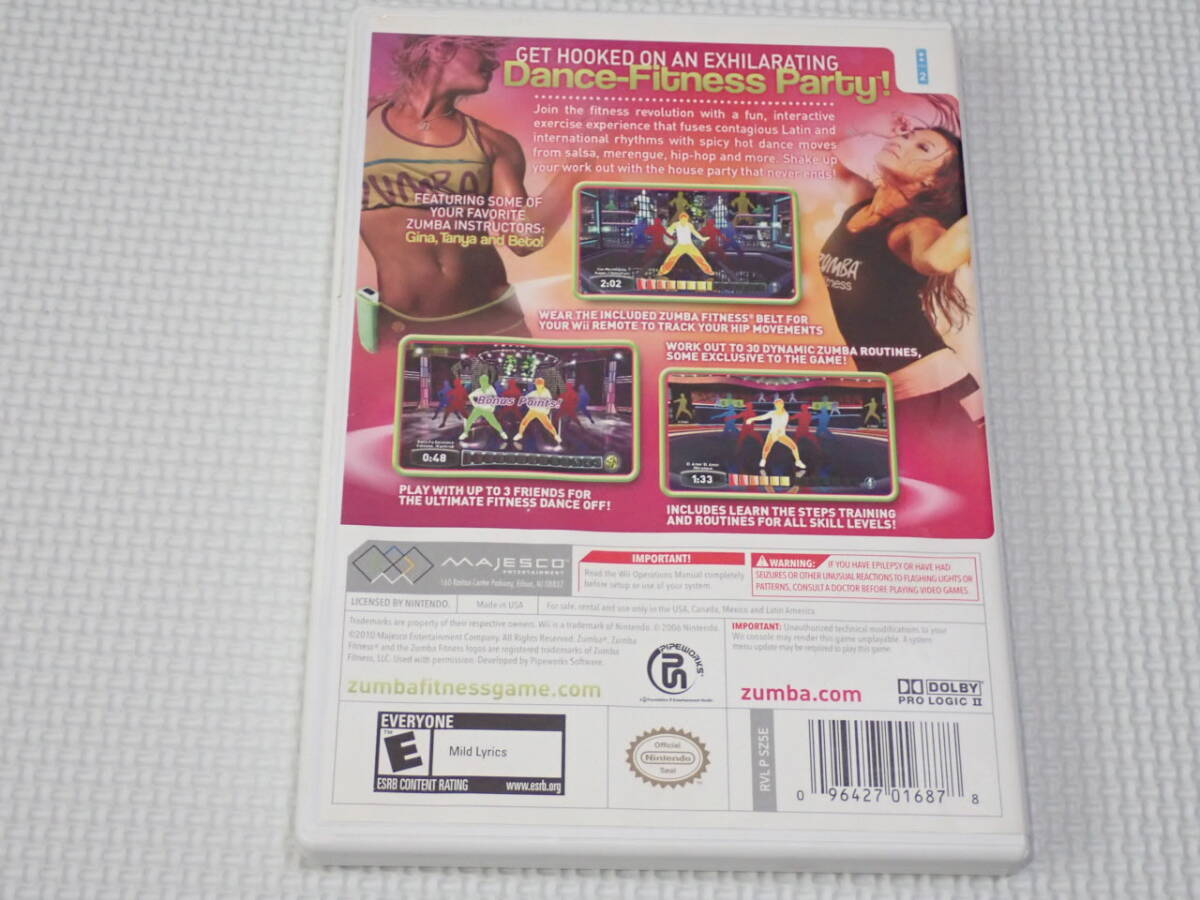 GET HOOKED ON AN EXHILARATING
Dance-Fitness Party!
2
Join the fitness revolution with a fun, interactive
exercise experience that fuses contagious Latin and
international rhythms with spicy hot dance moves
from salsa, merengue, hip-hop and more. Shake up
your work out with the house party that never ends!
ZUMBA
FEATURING SOME OF
YOUR FAVORITE
ZUMBA INSTRUCTORS:
Gina, Tanya and Beto!
ZUMBA
fitness
2:02
WEAR THE INCLUDED ZUMBA FITNESS® BELT FOR
YOUR Wii REMOTE TO TRACK YOUR HIP MOVEMENTS
WORK OUT TO 30 DYNAMIC ZUMBA ROUTINES,
SOME EXCLUSIVE TO THE GAME!
Bonus Points!
0:48
1:33
PLAY WITH UP TO 3 FRIENDS FOR
THE ULTIMATE FITNESS DANCE OFF!
INCLUDES LEARN THE STEPS TRAINING
AND ROUTINES FOR ALL SKILL LEVELS!
MAJESCO
ENTERTAINMENT
160 Raritan Center Parkway, Edison, NJ 08837
IMPORTANT!
Read the Wii Operations Manual completely
before setup or use of your system.
WARNING: IF YOU HAVE EPILEPSY OR HAVE HAD
SEIZURES OR OTHER UNUSUAL REACTIONS TO FLASHING LIGHTS OR
PATTERNS, CONSULT A DOCTOR BEFORE PLAYING VIDEO GAMES.
LICENSED BY NINTENDO.
Made in USA
For sale, rental and use only in the USA, Canada, Mexico and Latin America
Trademarks are property of their respective owners. Wii is a trademark of Nintendo. © 2006 Nintendo.
©2010 Majesco Entertainment Company. All Rights Reserved. Zumba®, Zumba
Fitness® and the Zumba Fitness logos are registered trademarks of Zumba
Fitness, LLC. Used with permission. Developed by Pipeworks Software.
IMPORTANT: Unauthorized technical modifications to your
Wii console may render this game unplayable. A system
menu update may be required to play this game.
zumbafitnessgame.com
PIPEWORKS
zumba.com
DOLBY
PRO LOGIC II
EVERYONE
E
Mild Lyrics
ESRB CONTENT RATING
www.esrb.org
Official
Nintendo
Seal
RVL P SZ5E
0 96427 01687 8